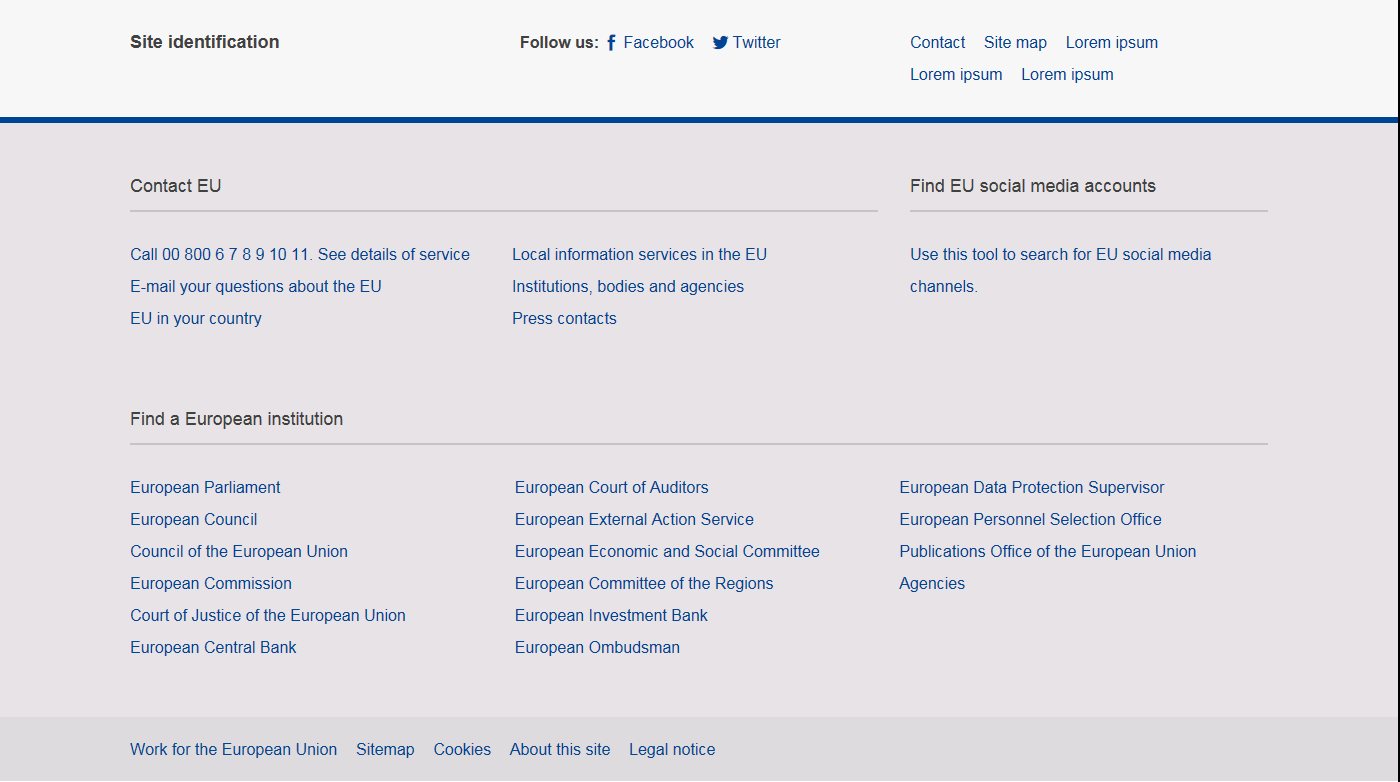 Site identification
Follow us: Facebook Twitter
Contact Site map Lorem ipsum
Lorem ipsum Lorem ipsum
Contact EU
Call 00 800 6 7 8 9 10 11. See details of service
E-mail your questions about the EU
EU in your country
Local information services in the EU
Institutions, bodies and agencies
Press contacts
Find EU social media accounts
Use this tool to search for EU social media
channels.
Find a European institution
European Parliament
European Council
Council of the European Union
European Commission
Court of Justice of the European Union
European Central Bank
European Court of Auditors
European External Action Service
European Economic and Social Committee
European Committee of the Regions
European Investment Bank
European Ombudsman
European Data Protection Supervisor
European Personnel Selection Office
Publications Office of the European Union
Agencies
Work for the European Union Sitemap Cookies About this site Legal notice